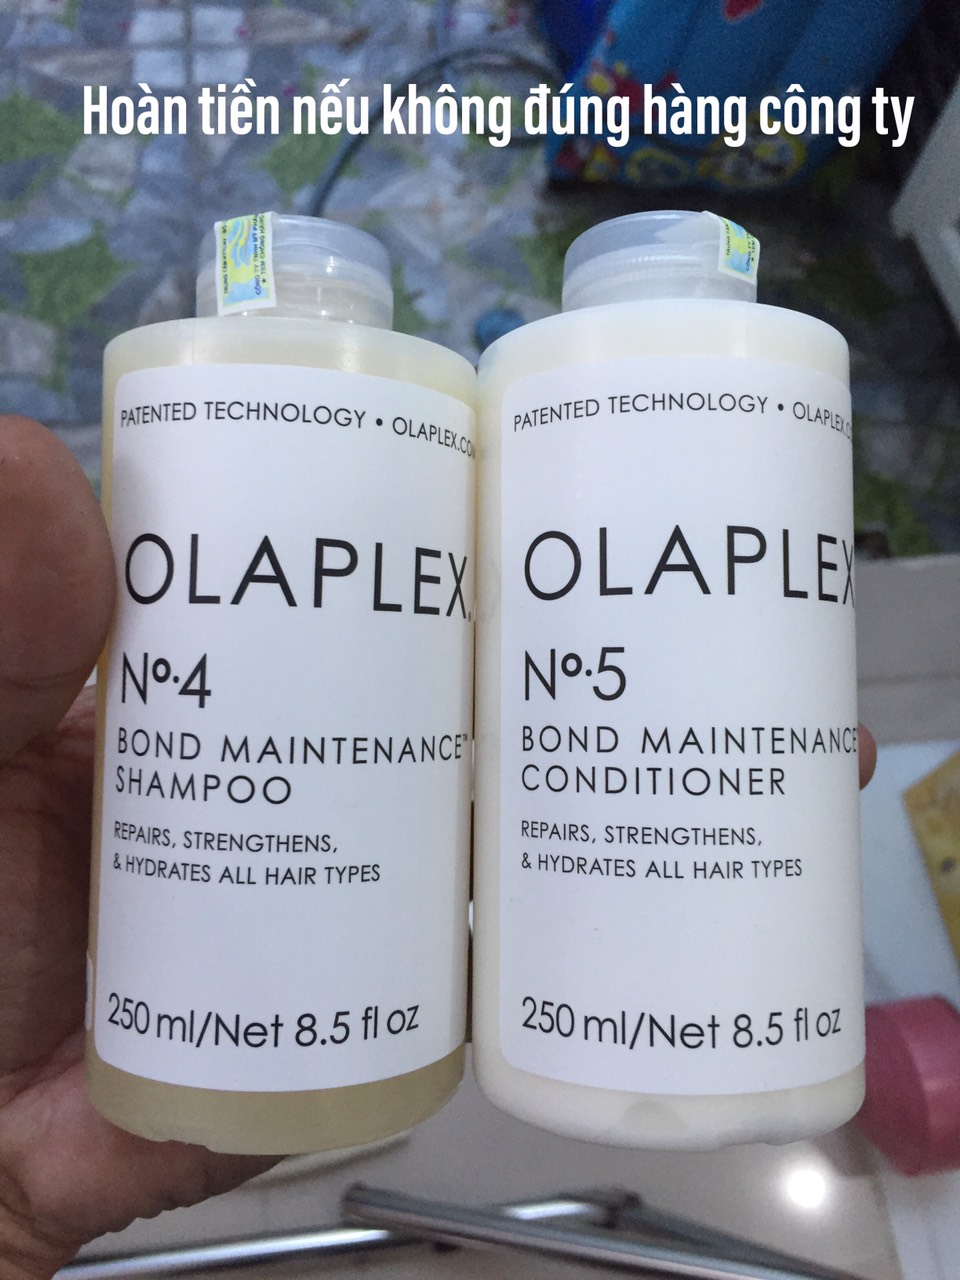 Hoàn tiền nếu không đúng hàng công ty
PATENTED TECHNOLOGY • OLAPLEX.COM
OLAPLEX.
Nº.4
BOND MAINTENANCE™
SHAMPOO
REPAIRS, STRENGTHENS,
& HYDRATES ALL HAIR TYPES
250 ml/Net 8.5 fl oz
PATENTED TECHNOLOGY • OLAPLEX.CO
OLAPLEX
Nº.5
BOND MAINTENANCE
CONDITIONER
REPAIRS, STRENGTHENS,
& HYDRATES ALL HAIR TYPES
250 ml/Net 8.5 fl oz